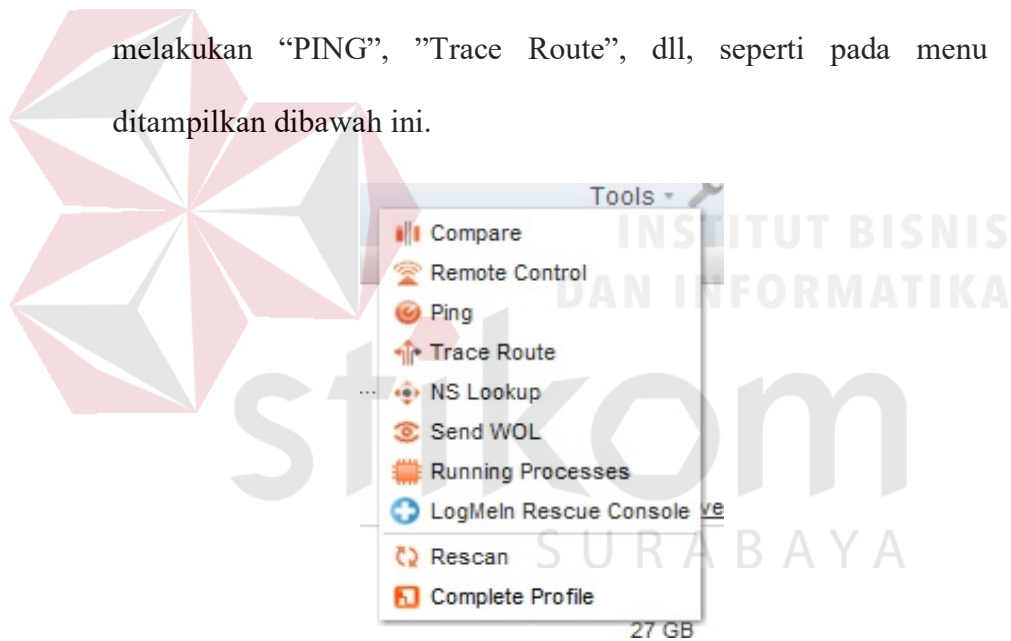 melakukan “PING”, ”Trace Route”, dll, seperti pada menu
ditampilkan dibawah ini.
Tools
Compare
Remote Control
Ping
Trace Route
NS Lookup
Send WOL
Running Processes
LogMeIn Rescue Console ve
Rescan
Complete Profile
27 GB
INSTITUT BISNIS
DAN INFORMATIKA
stikom
SURABAYA